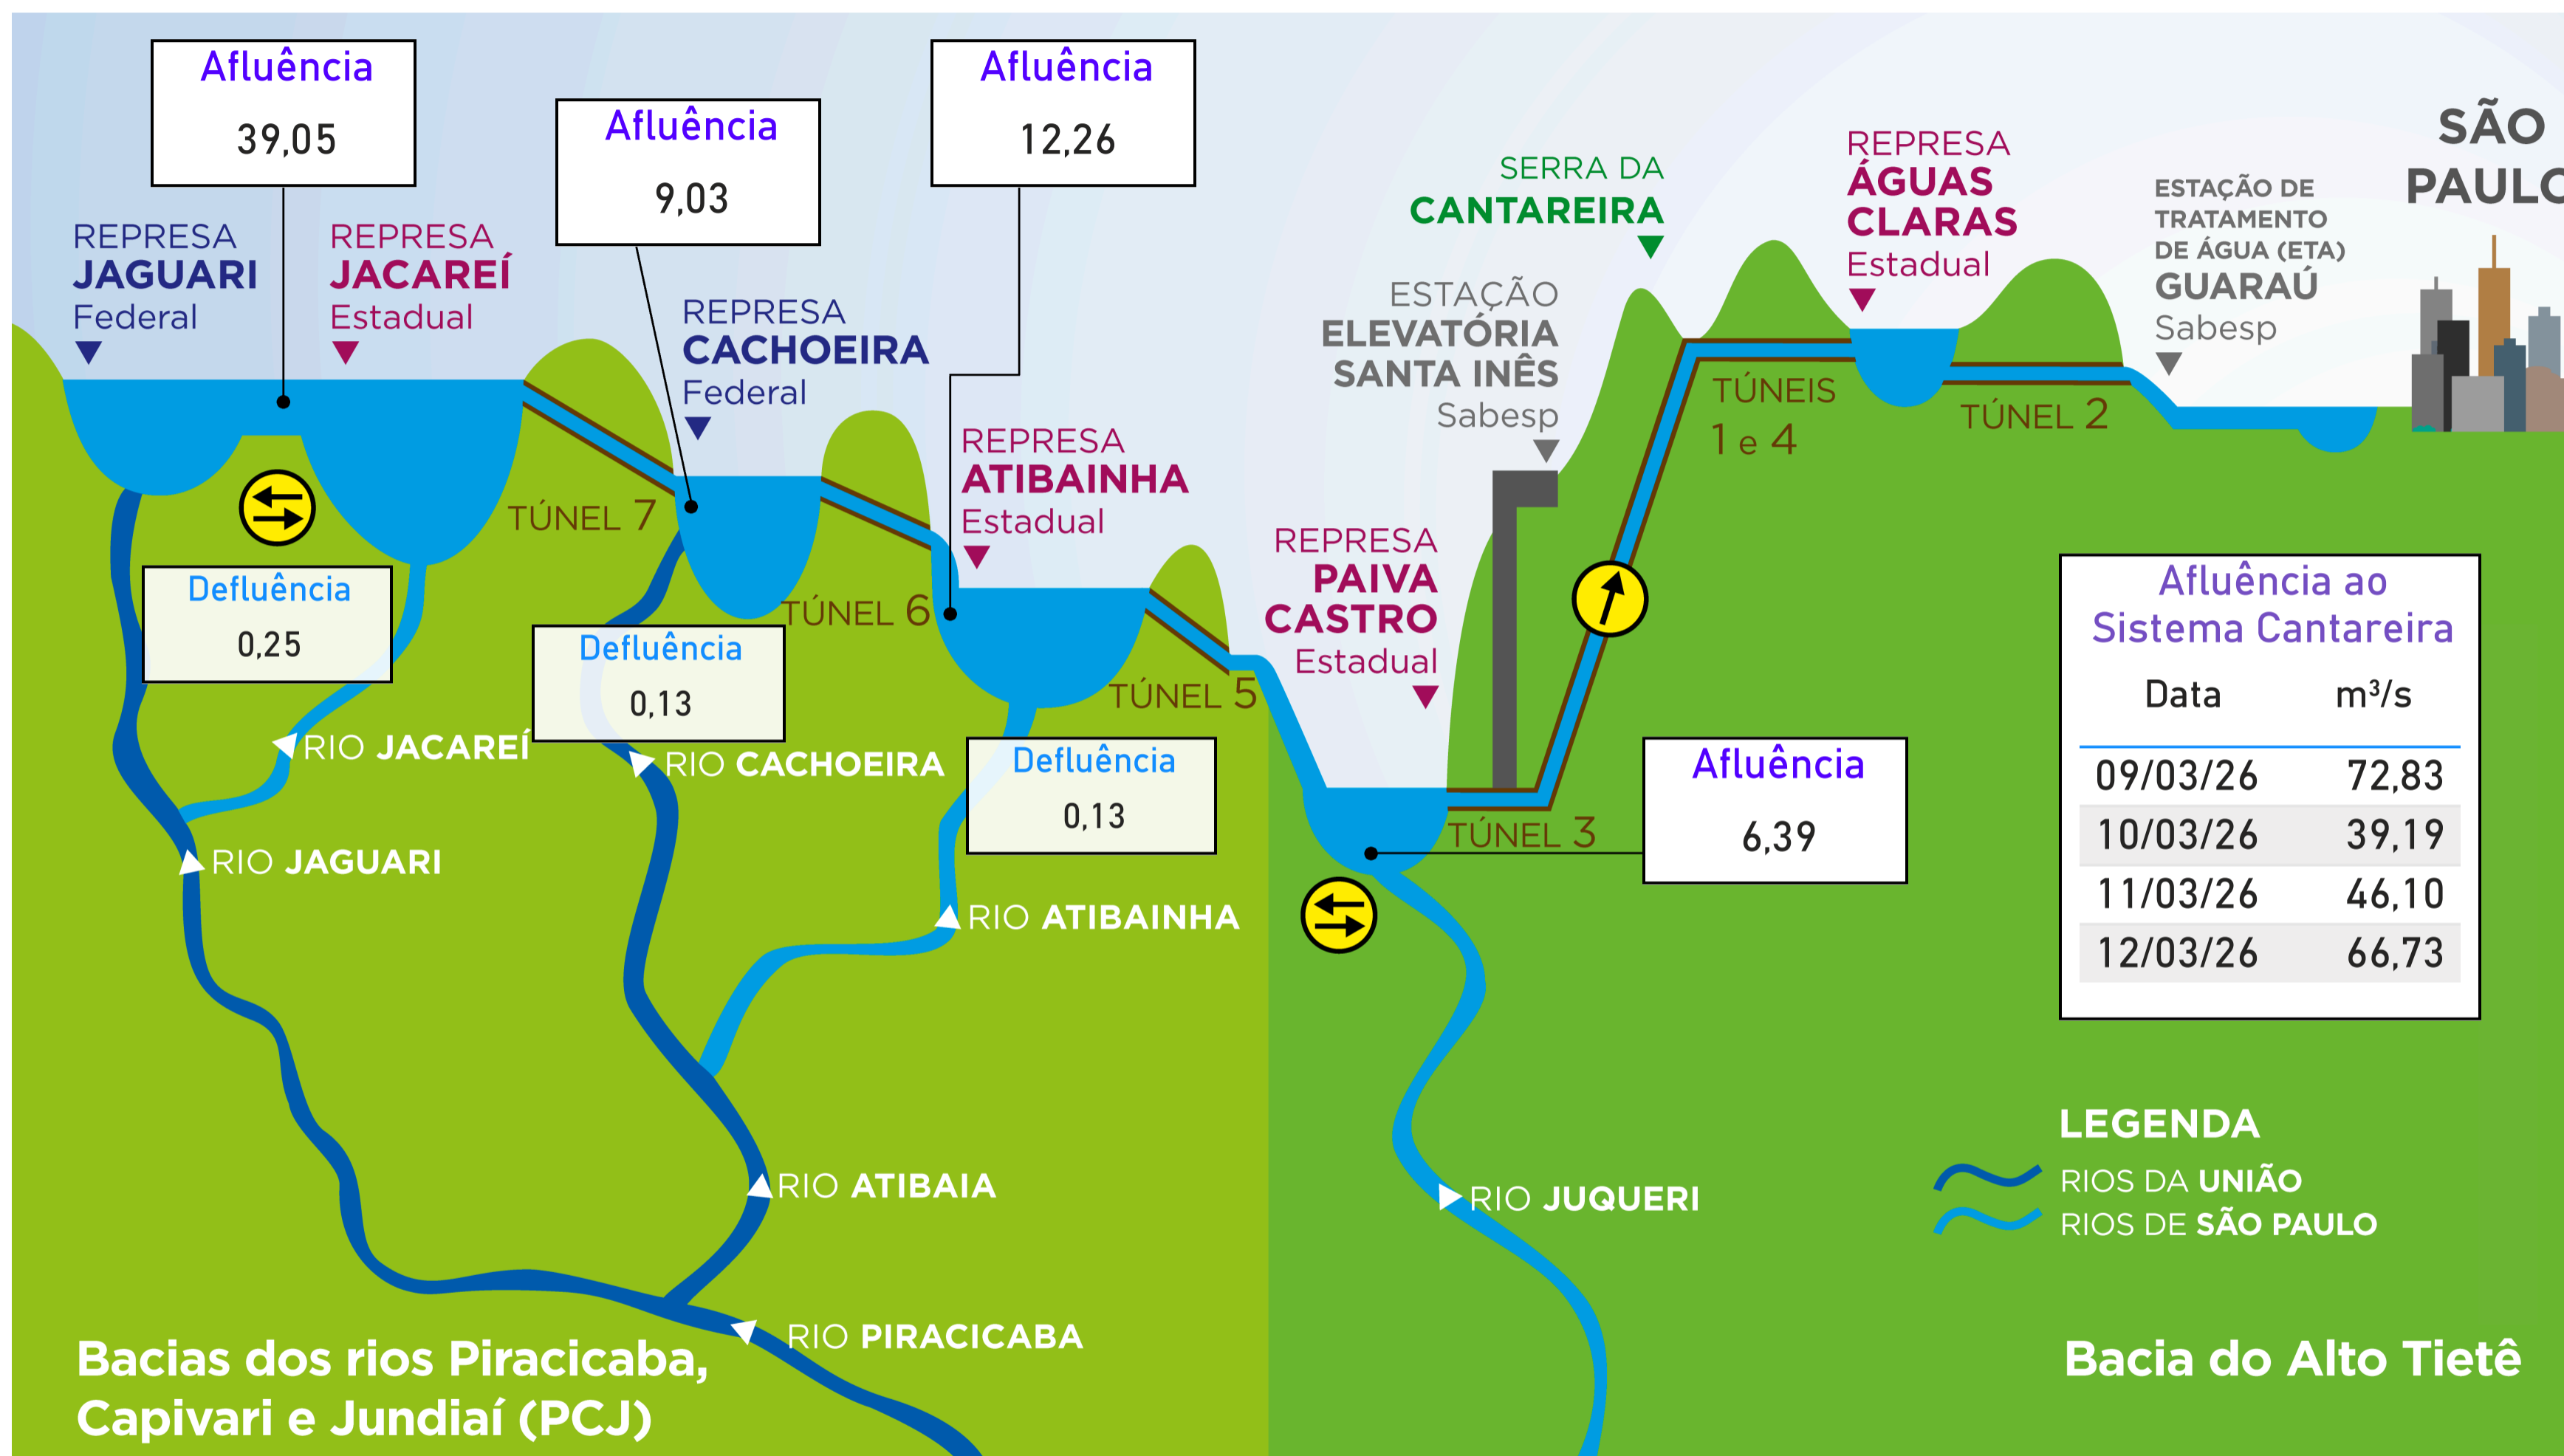 Afluência
39,05
Afluência
9,03
Afluência
12,26
REPRESA
JAGUARI
Federal
REPRESA
JACAREÍ
Estadual
REPRESA
CACHOEIRA
Federal
REPRESA
ATIBAINHA
Estadual
SERRA DA
CANTAREIRA
ESTAÇÃO
ELEVATÓRIA
SANTA INÊS
Sabesp
REPRESA
PAIVA
CASTRO
Estadual
REPRESA
ÁGUAS
CLARAS
Estadual
ESTAÇÃO DE
TRATAMENTO
DE ÁGUA (ETA)
GUARAÚ
Sabesp
SÃO
PAULO
TÚNEL 7
TÚNEL 6
TÚNEL 5
TÚNEL 3
TÚNEIS
1 e 4
TÚNEL 2
Defluência
0,25
Defluência
0,13
Defluência
0,13
Afluência
6,39
RIO JACAREÍ
RIO CACHOEIRA
RIO JAGUARI
RIO ATIBAINHA
RIO ATIBAIA
RIO JUQUERI
RIO PIRACICABA
Afluência ao
Sistema Cantareira
Data m³/s
09/03/26 72,83
10/03/26 39,19
11/03/26 46,10
12/03/26 66,73
LEGENDA
RIOS DA UNIÃO
RIOS DE SÃO PAULO
Bacias dos rios Piracicaba,
Capivari e Jundiaí (PCJ)
Bacia do Alto Tietê